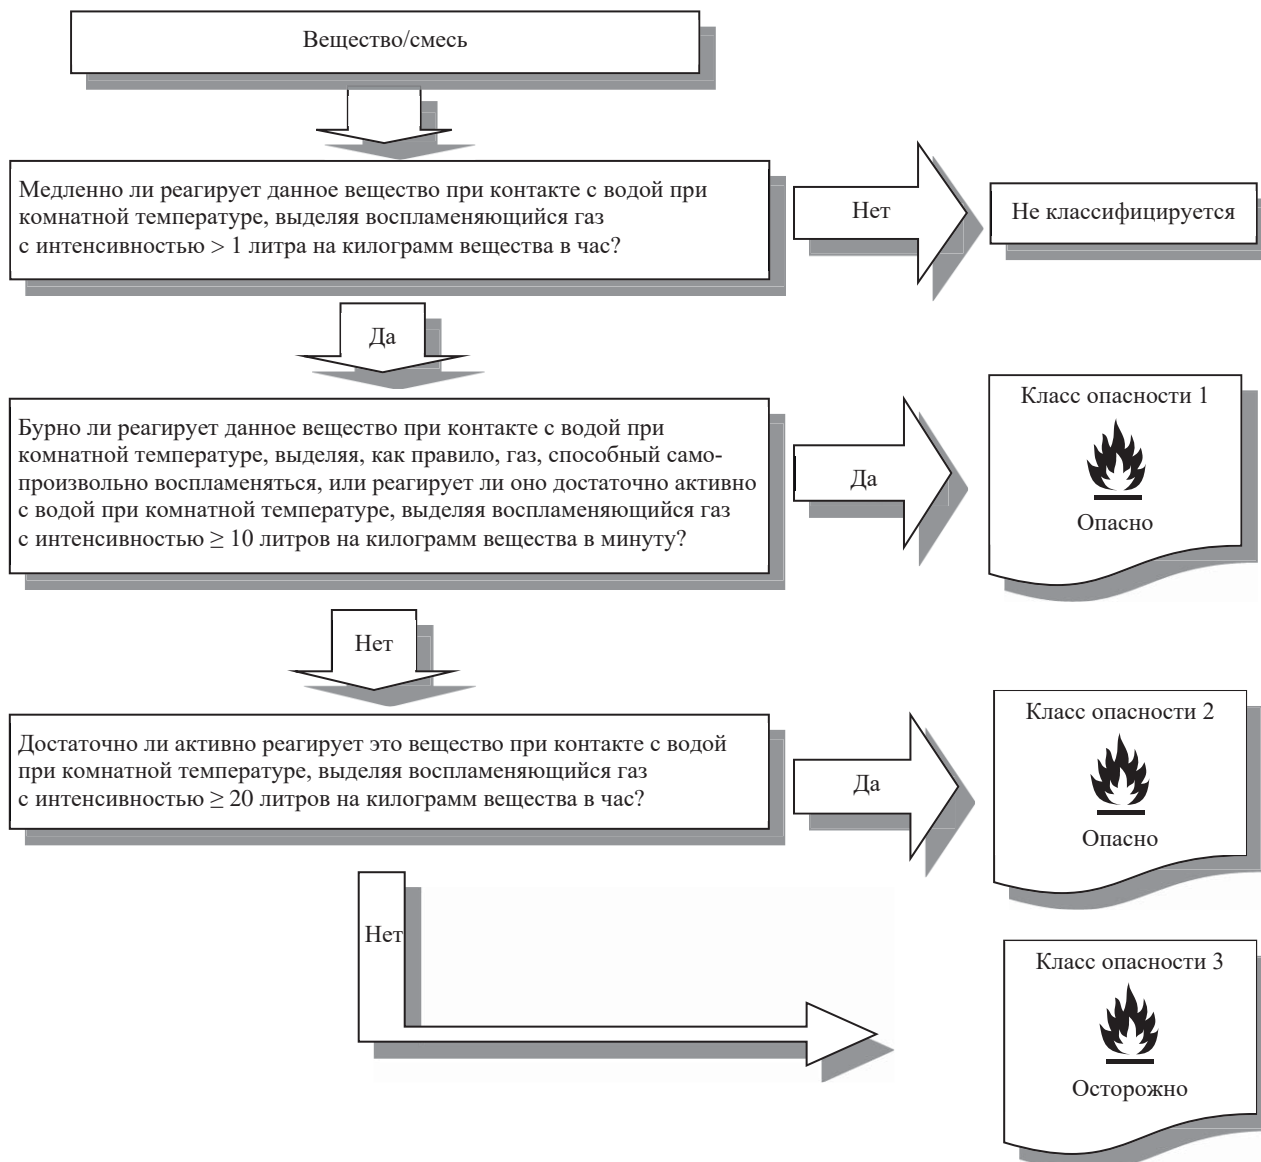 Вещество/смесь
Медленно ли реагирует данное вещество при контакте с водой при
комнатной температуре, выделяя воспламеняющийся газ
с интенсивностью > 1 литра на килограмм вещества в час?
Нет
Не классифицируется
Да
Бурно ли реагирует данное вещество при контакте с водой при
комнатной температуре, выделяя, как правило, газ, способный само-
произвольно воспламеняться, или реагирует ли оно достаточно активно
с водой при комнатной температуре, выделяя воспламеняющийся газ
с интенсивностью ≥ 10 литров на килограмм вещества в минуту?
Да
Класс опасности 1
Опасно
Нет
Достаточно ли активно реагирует это вещество при контакте с водой
при комнатной температуре, выделяя воспламеняющийся газ
с интенсивностью ≥ 20 литров на килограмм вещества в час?
Да
Класс опасности 2
Опасно
Нет
Класс опасности 3
Осторожно